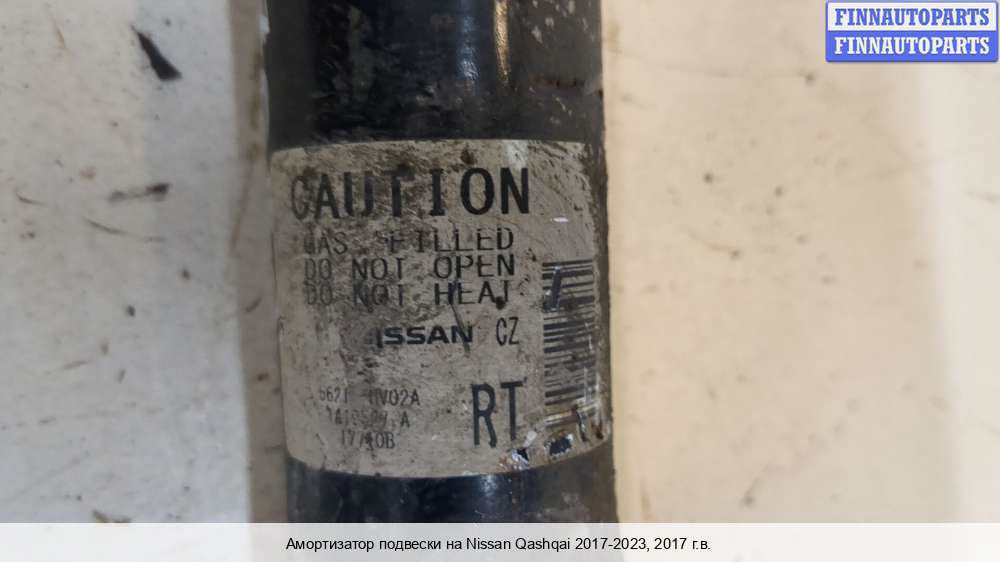 FINNAUTOPARTS
FINNAUTOPARTS
CAUTION
GAS FILLED
DO NOT OPEN
DO NOT HEAT
NISSAN CZ
RT
Амортизатор подвески на Nissan Qashqai 2017-2023, 2017 г.в.